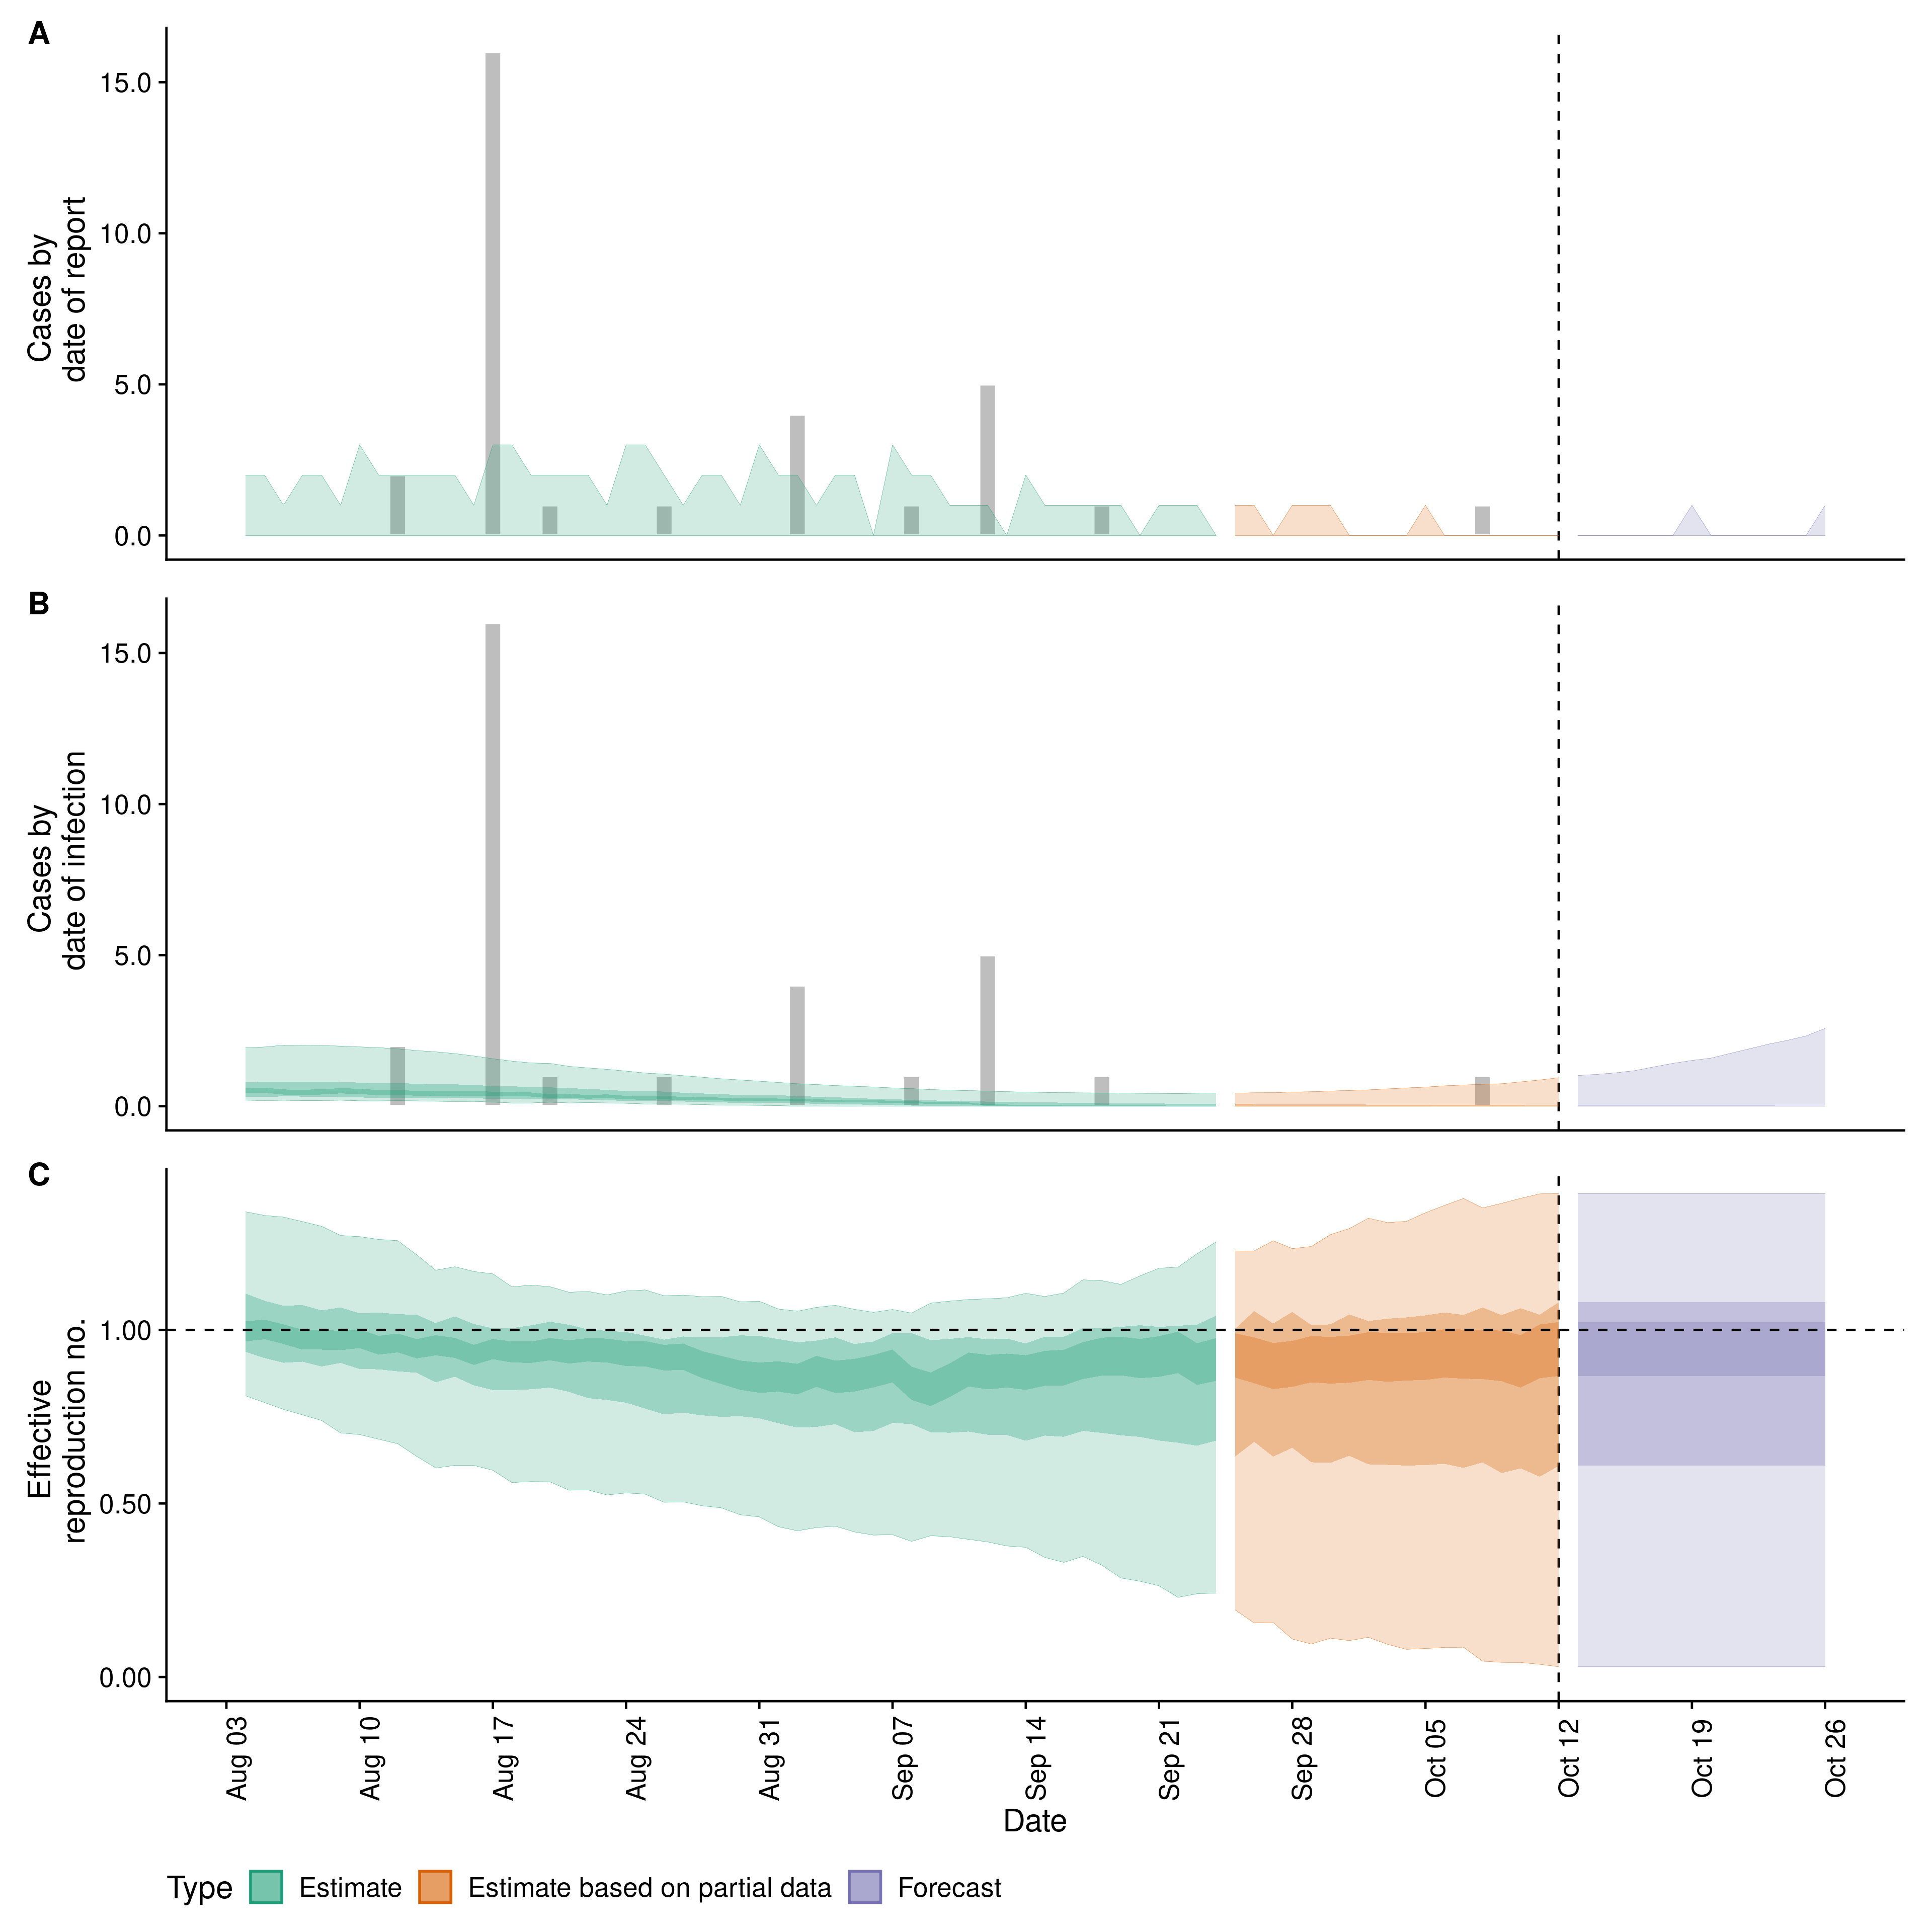 A
Cases by
date of report
15.0
10.0
5.0
0.0
B
Cases by
date of infection
15.0
10.0
5.0
0.0
C
Effective
reproduction no.
1.00
0.50
0.00
Aug 03
Aug 10
Aug 17
Aug 24
Aug 31
Sep 07
Sep 14
Sep 21
Sep 28
Oct 05
Oct 12
Oct 19
Oct 26
Date
Type Estimate Estimate based on partial data Forecast